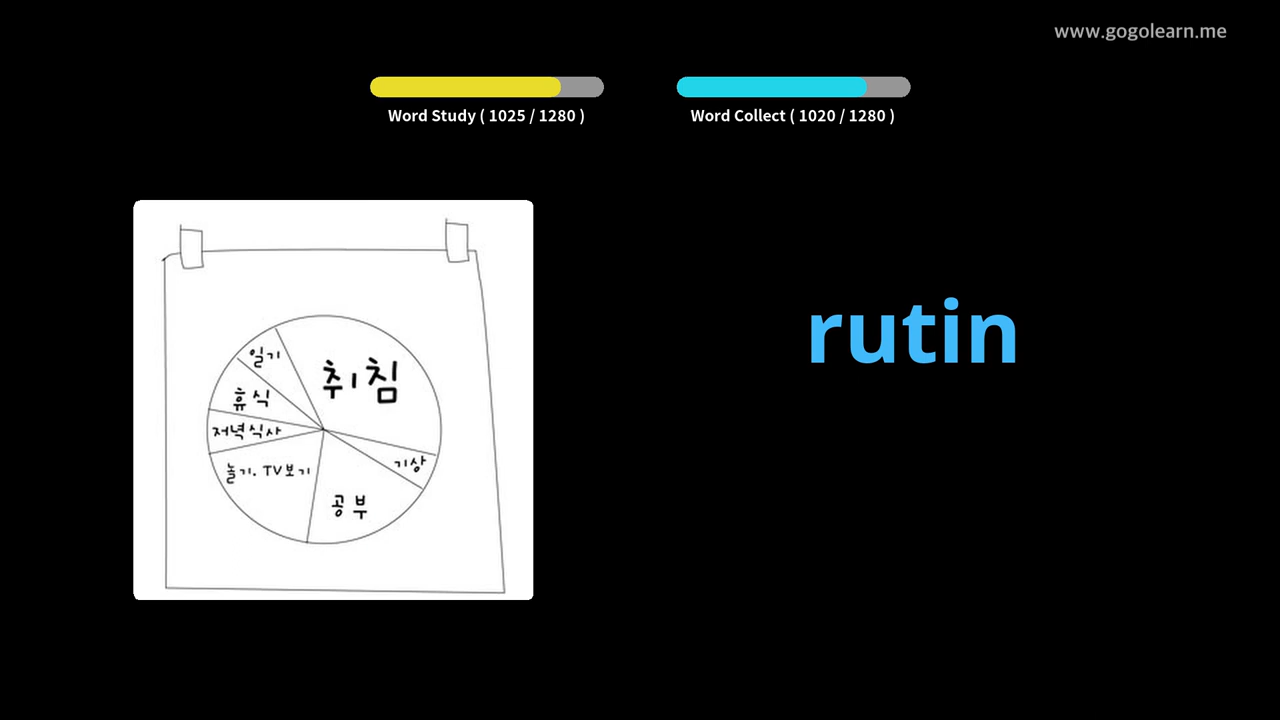 www.gogolearn.me
Word Study ( 1025 / 1280 )
Word Collect ( 1020 / 1280 )
일기
취침
휴식
저녁식사
기상
놀기. TV보기
공부
rutin